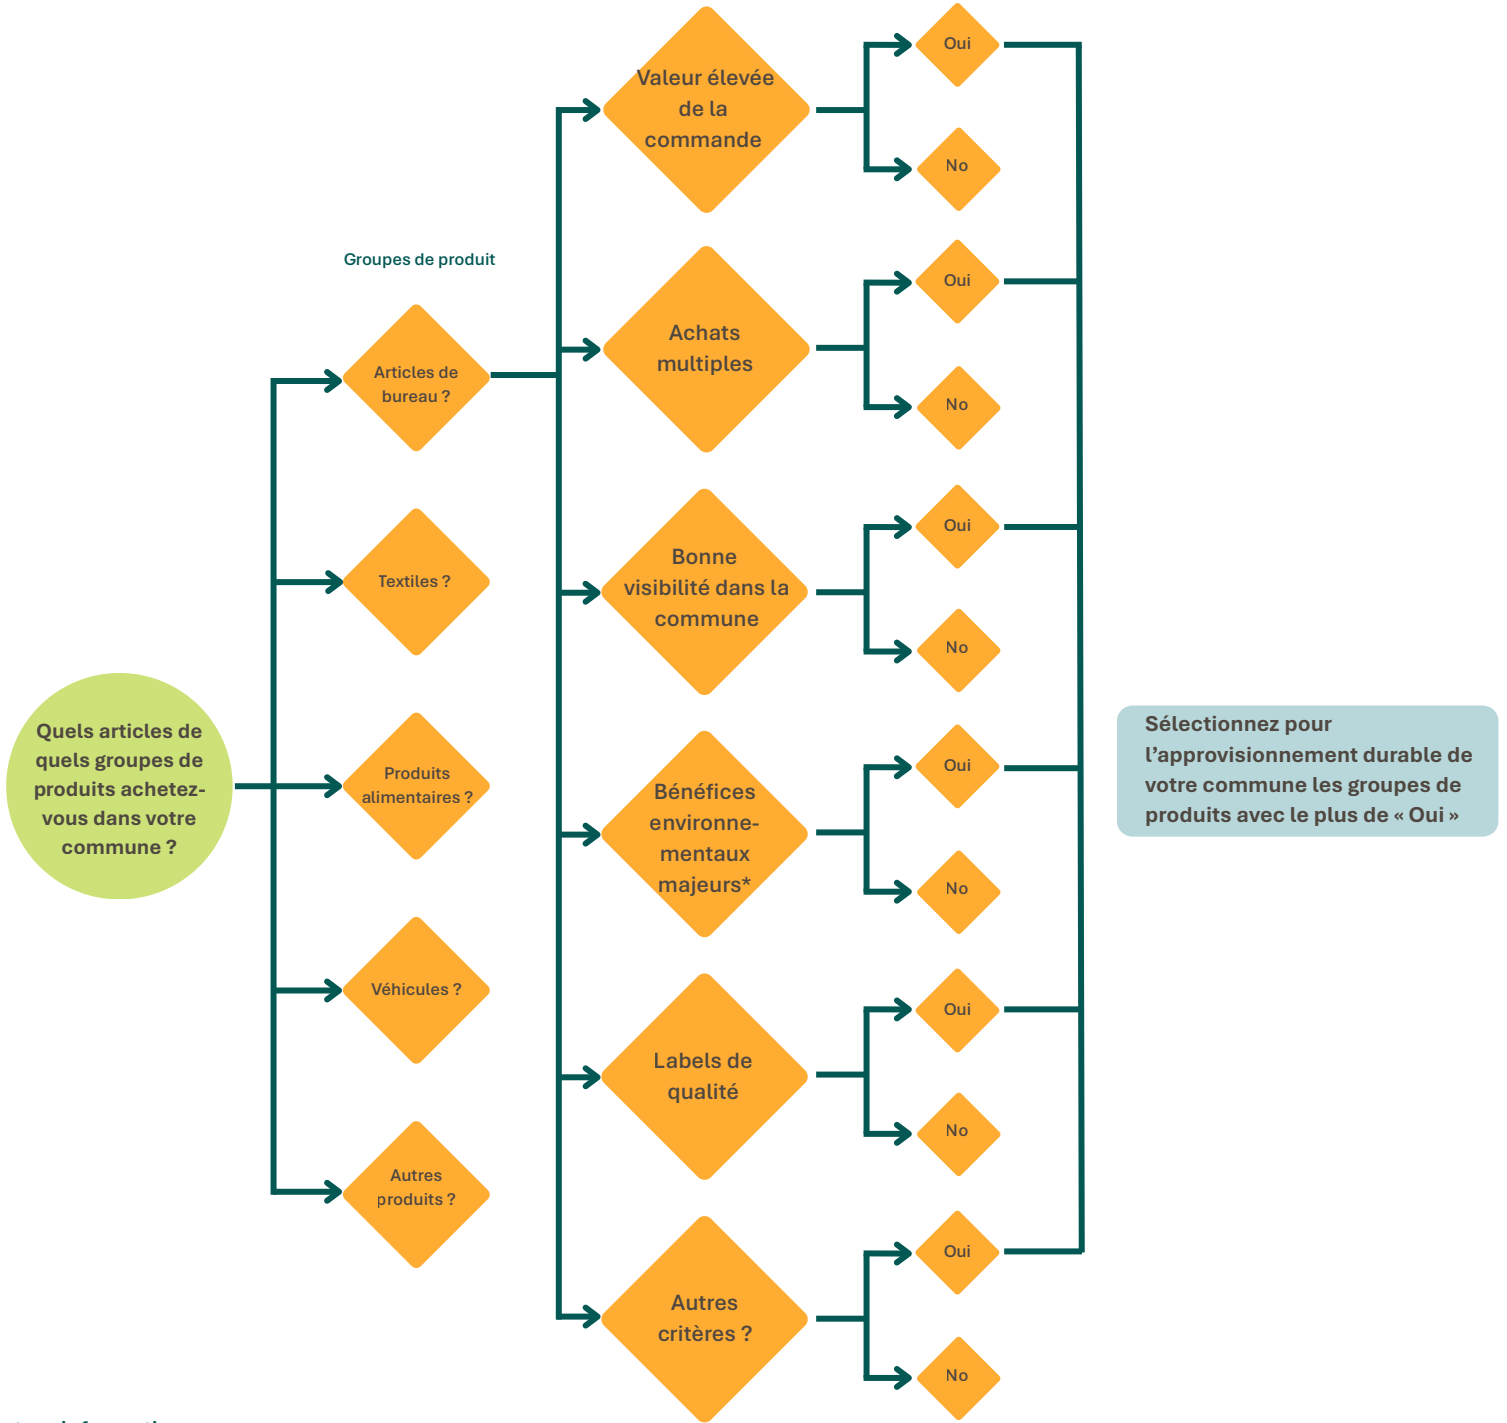 Quels articles de
quels groupes de
produits achetez-
vous dans votre
commune ?
Groupes de produit
Articles de
bureau ?
Textiles ?
Produits
alimentaires ?
Véhicules ?
Autres
produits ?
Valeur élevée
de la
commande
Oui
No
Achats
multiples
Oui
No
Bonne
visibilité dans la
commune
Oui
No
Bénéfices
environne-
mentaux
majeurs*
Oui
No
Labels de
qualité
Oui
No
Autres
critères ?
Oui
No
Sélectionnez pour
l’approvisionnement durable de
votre commune les groupes de
produits avec le plus de « Oui »